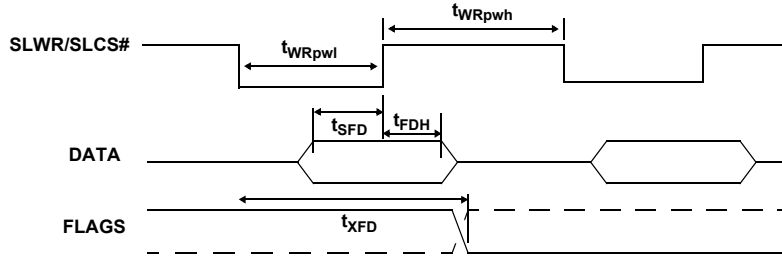 tWRpwh
SLWR/SLCS#
tWRpwl
tSFD
tFDH
DATA
tXFD
FLAGS